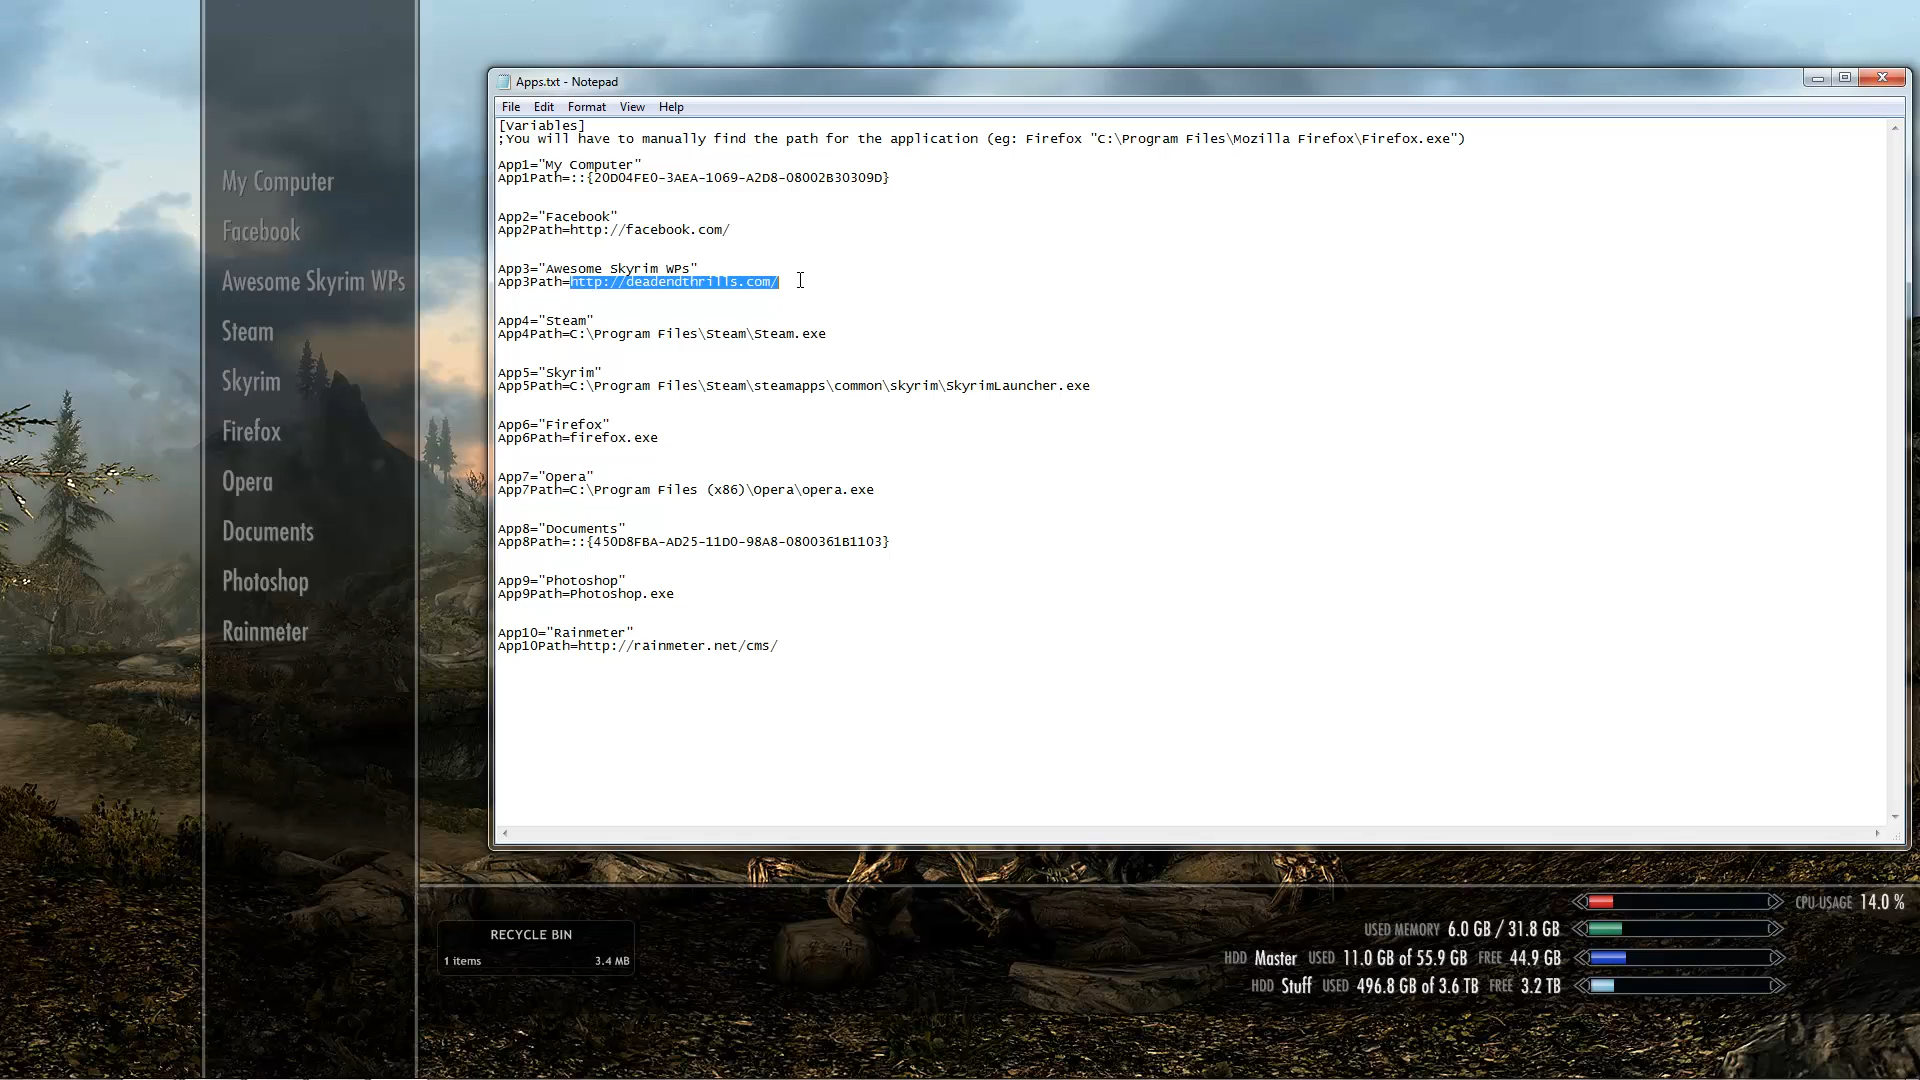 My Computer
Facebook
Awesome Skyrim WPs
Steam
Skyrim
Firefox
Opera
Documents
Photoshop
Rainmeter
Apps.txt - Notepad
File Edit Format View Help
[Variables]
;You will have to manually find the path for the application (eg: Firefox "C:\Program Files\Mozilla Firefox\Firefox.exe")
App1="My Computer"
App1Path=::{20D04FE0-3AEA-1069-A2D8-08002B30309D}
App2="Facebook"
App2Path=http://facebook.com/
App3="Awesome Skyrim WPs"
App3Path=http://deadendthrills.com/
App4="Steam"
App4Path=C:\Program Files\Steam\Steam.exe
App5="Skyrim"
App5Path=C:\Program Files\Steam\steamapps\common\skyrim\SkyrimLauncher.exe
App6="Firefox"
App6Path=firefox.exe
App7="Opera"
App7Path=C:\Program Files (x86)\Opera\opera.exe
App8="Documents"
App8Path=::{450D8FBA-AD25-11D0-98A8-0800361B1103}
App9="Photoshop"
App9Path=Photoshop.exe
App10="Rainmeter"
App10Path=http://rainmeter.net/cms/
RECYCLE BIN
1 items 3.4 MB
CPU USAGE 14.0 %
USED MEMORY 6.0 GB / 31.8 GB
HDD Master USED 11.0 GB of 55.9 GB FREE 44.9 GB
HDD Stuff USED 496.8 GB of 3.6 TB FREE 3.2 TB